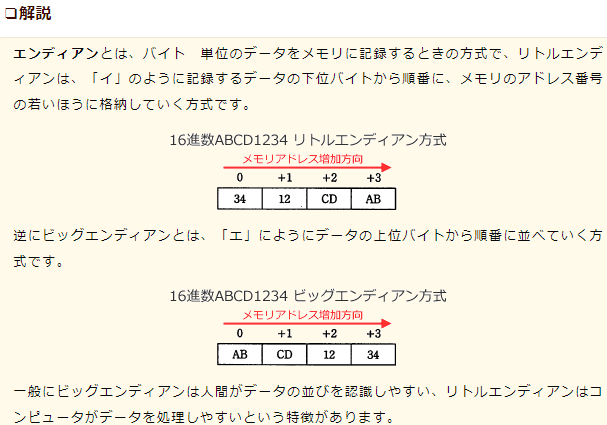 ❏解説
エンディアンとは、バイト 単位のデータをメモリに記録するときの方式で、リトルエンデ
ィアンは、「イ」のように記録するデータの下位バイトから順番に、メモリのアドレス番号
の若いほうに格納していく方式です。
16進数ABCD1234 リトルエンディアン方式
メモリアドレス増加方向
0 +1 +2 +3
34 12 CD AB
逆にビッグエンディアンとは、「エ」にようにデータの上位バイトから順番に並べていく方
式です。
16進数ABCD1234 ビッグエンディアン方式
メモリアドレス増加方向
0 +1 +2 +3
AB CD 12 34
一般にビッグエンディアンは人間がデータの並びを認識しやすい、リトルエンディアンはコ
ンピュータがデータを処理しやすいという特徴があります。